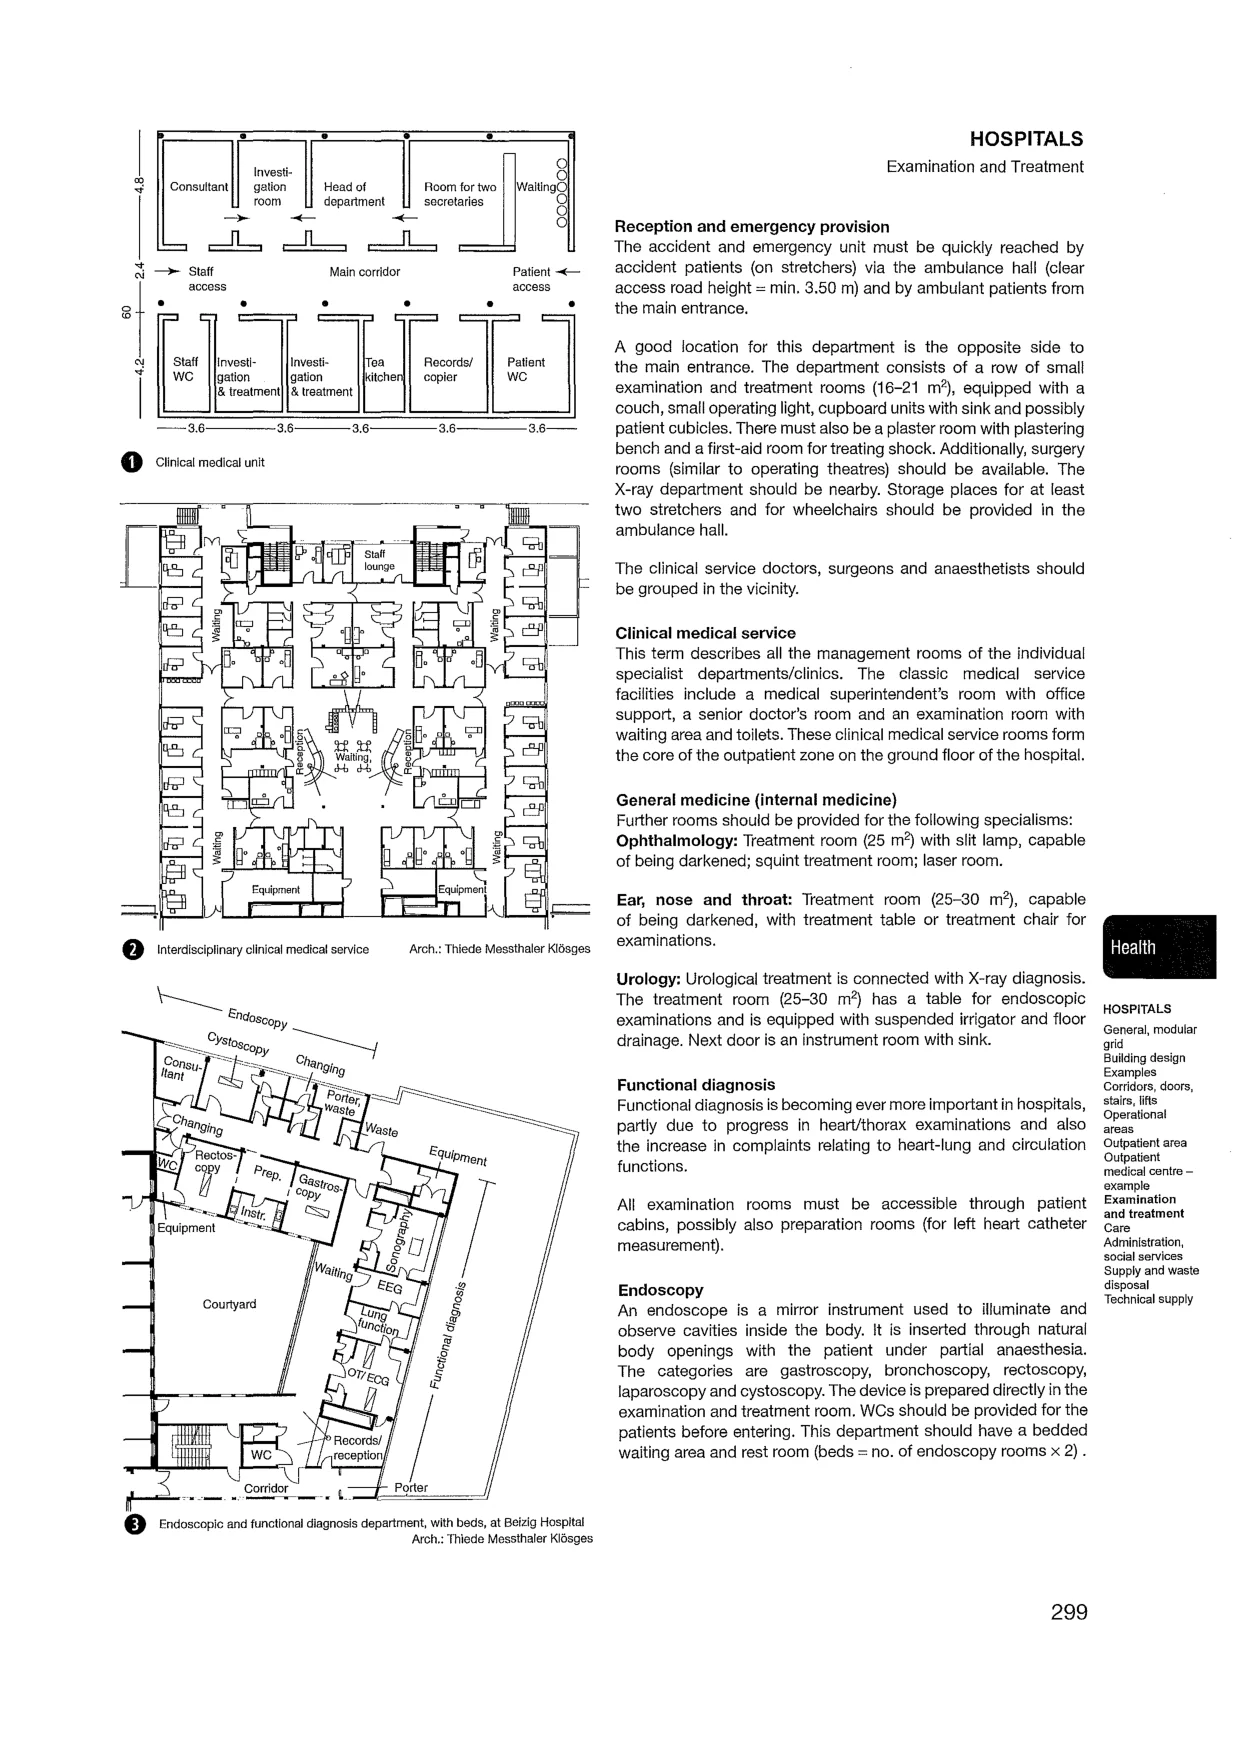 HOSPITALS
Examination and Treatment
4.8
2.4
60
4.2
Consultant
Investi-
gation
room
Head of
department
Room for two
secretaries
Waiting
Staff
access
Main corridor
Patient
access
Staff
WC
Investi-
gation
& treatment
Investi-
gation
& treatment
Tea
kitchen
Records/
copier
Patient
WC
3.6
3.6
3.6
3.6
3.6
1 Clinical medical unit
Staff
lounge
Waiting
Waiting
Reception
Waiting
Reception
Waiting
Waiting
Equipment
Equipment
2 Interdisciplinary clinical medical service Arch.: Thiede Messthaler Klösges
Endoscopy
Cystoscopy
Changing
Consu-
ltant
Porter,
waste
Changing
Waste
Equipment
WC
Rectos-
copy
Prep.
Gastros-
copy
Instr.
Equipment
Sonography
Waiting
EEG
Courtyard
Lung
function
Functional diagnosis
OT/ECG
Records/
reception
WC
Corridor
Porter
3 Endoscopic and functional diagnosis department, with beds, at Beizig Hospital
Arch.: Thiede Messthaler Klösges
Reception and emergency provision
The accident and emergency unit must be quickly reached by
accident patients (on stretchers) via the ambulance hall (clear
access road height = min. 3.50 m) and by ambulant patients from
the main entrance.
A good location for this department is the opposite side to
the main entrance. The department consists of a row of small
examination and treatment rooms (16–21 m²), equipped with a
couch, small operating light, cupboard units with sink and possibly
patient cubicles. There must also be a plaster room with plastering
bench and a first-aid room for treating shock. Additionally, surgery
rooms (similar to operating theatres) should be available. The
X-ray department should be nearby. Storage places for at least
two stretchers and for wheelchairs should be provided in the
ambulance hall.
The clinical service doctors, surgeons and anaesthetists should
be grouped in the vicinity.
Clinical medical service
This term describes all the management rooms of the individual
specialist departments/clinics. The classic medical service
facilities include a medical superintendent's room with office
support, a senior doctor's room and an examination room with
waiting area and toilets. These clinical medical service rooms form
the core of the outpatient zone on the ground floor of the hospital.
General medicine (internal medicine)
Further rooms should be provided for the following specialisms:
Ophthalmology: Treatment room (25 m²) with slit lamp, capable
of being darkened; squint treatment room; laser room.
Ear, nose and throat: Treatment room (25–30 m²), capable
of being darkened, with treatment table or treatment chair for
examinations.
Urology: Urological treatment is connected with X-ray diagnosis.
The treatment room (25–30 m²) has a table for endoscopic
examinations and is equipped with suspended irrigator and floor
drainage. Next door is an instrument room with sink.
Functional diagnosis
Functional diagnosis is becoming ever more important in hospitals,
partly due to progress in heart/thorax examinations and also
the increase in complaints relating to heart-lung and circulation
functions.
All examination rooms must be accessible through patient
cabins, possibly also preparation rooms (for left heart catheter
measurement).
Endoscopy
An endoscope is a mirror instrument used to illuminate and
observe cavities inside the body. It is inserted through natural
body openings with the patient under partial anaesthesia.
The categories are gastroscopy, bronchoscopy, rectoscopy,
laparoscopy and cystoscopy. The device is prepared directly in the
examination and treatment room. WCs should be provided for the
patients before entering. This department should have a bedded
waiting area and rest room (beds = no. of endoscopy rooms × 2) .
Health
HOSPITALS
General, modular
grid
Building design
Examples
Corridors, doors,
stairs, lifts
Operational
areas
Outpatient area
Outpatient
medical centre –
example
Examination
and treatment
Care
Administration,
social services
Supply and waste
disposal
Technical supply
299